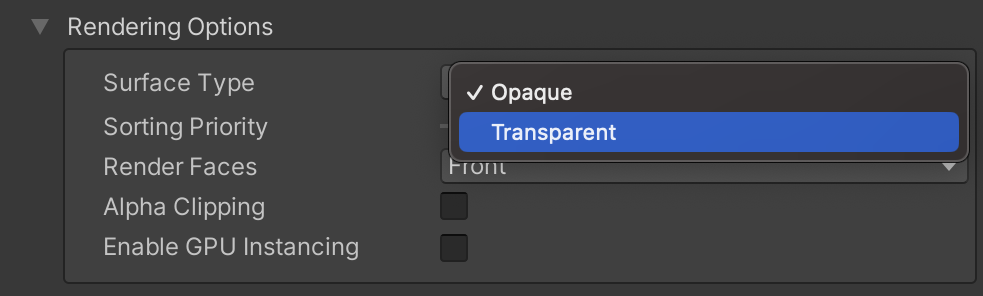 Rendering Options
Surface Type
✓ Opaque
Transparent
Sorting Priority
Render Faces
Front
Alpha Clipping
Enable GPU Instancing